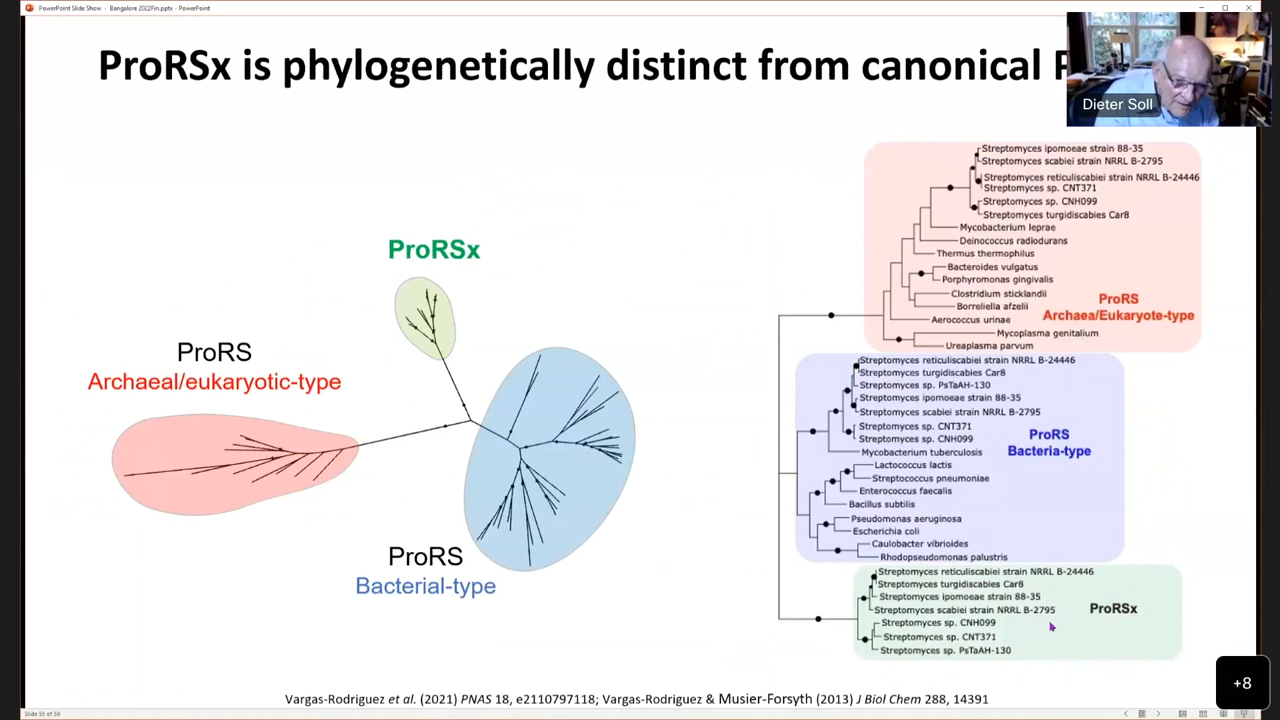 PowerPoint Slide Show - Bangalore 2022Fin.pptx - PowerPoint
ProRSx is phylogenetically distinct from canonical
Dieter Soll
ProRSx
ProRS
Archaeal/eukaryotic-type
ProRS
Bacterial-type
Streptomyces ipomoeae strain 88-35
Streptomyces scabiei strain NRRL B-2795
Streptomyces reticuliscabiei strain NRRL B-24446
Streptomyces sp. CNT371
Streptomyces sp. CNH099
Streptomyces turgidiscabies Car8
Mycobacterium leprae
Deinococcus radiodurans
Thermus thermophilus
Bacteroides vulgatus
Porphyromonas gingivalis
Clostridium sticklandii
Borreliella afzelii
Aerococcus urinae
Mycoplasma genitalium
Ureaplasma parvum
ProRS
Archaea/Eukaryote-type
Streptomyces reticuliscabiei strain NRRL B-24446
Streptomyces turgidiscabies Car8
Streptomyces sp. PsTaAH-130
Streptomyces ipomoeae strain 88-35
Streptomyces scabiei strain NRRL B-2795
Streptomyces sp. CNT371
Streptomyces sp. CNH099
Mycobacterium tuberculosis
Lactococcus lactis
Streptococcus pneumoniae
Enterococcus faecalis
Bacillus subtilis
Pseudomonas aeruginosa
Escherichia coli
Caulobacter vibrioides
Rhodopseudomonas palustris
ProRS
Bacteria-type
Streptomyces reticuliscabiei strain NRRL B-24446
Streptomyces turgidiscabies Car8
Streptomyces ipomoeae strain 88-35
Streptomyces scabiei strain NRRL B-2795
Streptomyces sp. CNH099
Streptomyces sp. CNT371
Streptomyces sp. PsTaAH-130
ProRSx
+8
Vargas-Rodriguez et al. (2021) PNAS 18, e2110797118; Vargas-Rodriguez & Musier-Forsyth (2013) J Biol Chem 288, 14391
Slide 55 of 59